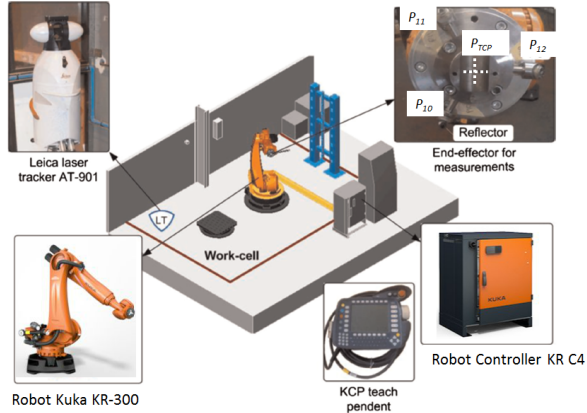 P11
PTCP
P12
P10
Reflector
Leica laser
tracker AT-901
End-effector for
measurements
LT
Work-cell
KUKA
Robot Controller KR C4
KCP teach
pendent
Robot Kuka KR-300